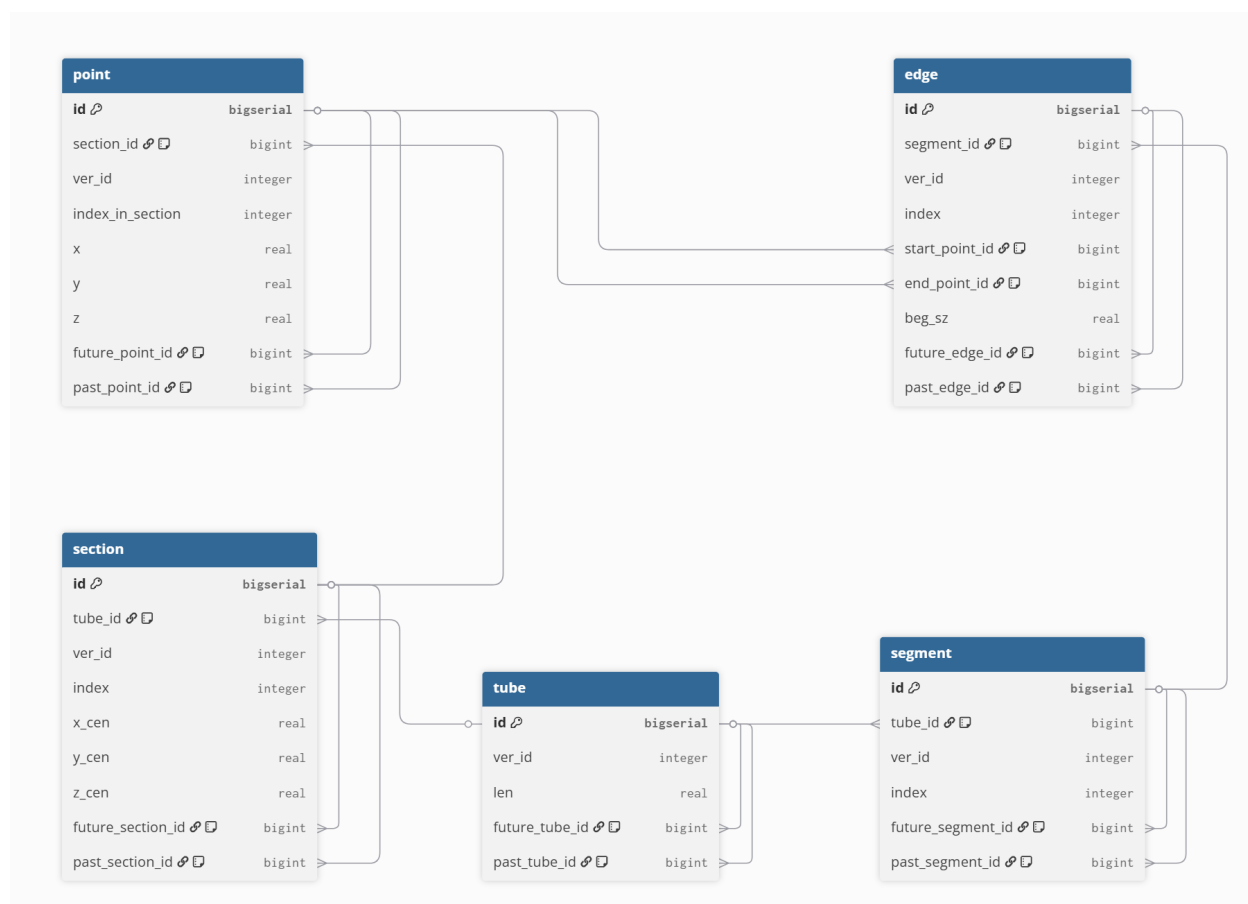 point
id bigserial
section_id bigint
ver_id integer
index_in_section integer
x real
y real
z real
future_point_id bigint
past_point_id bigint
edge
id bigserial
segment_id bigint
ver_id integer
index integer
start_point_id bigint
end_point_id bigint
beg_sz real
future_edge_id bigint
past_edge_id bigint
section
id bigserial
tube_id bigint
ver_id integer
index integer
x_cen real
y_cen real
z_cen real
future_section_id bigint
past_section_id bigint
tube
id bigserial
ver_id integer
len real
future_tube_id bigint
past_tube_id bigint
segment
id bigserial
tube_id bigint
ver_id integer
index integer
future_segment_id bigint
past_segment_id bigint